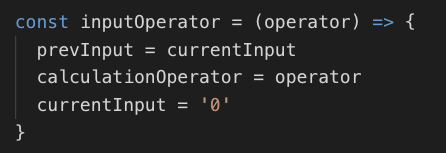 const inputOperator = (operator) => {
  prevInput = currentInput
  calculationOperator = operator
  currentInput = '0'
}